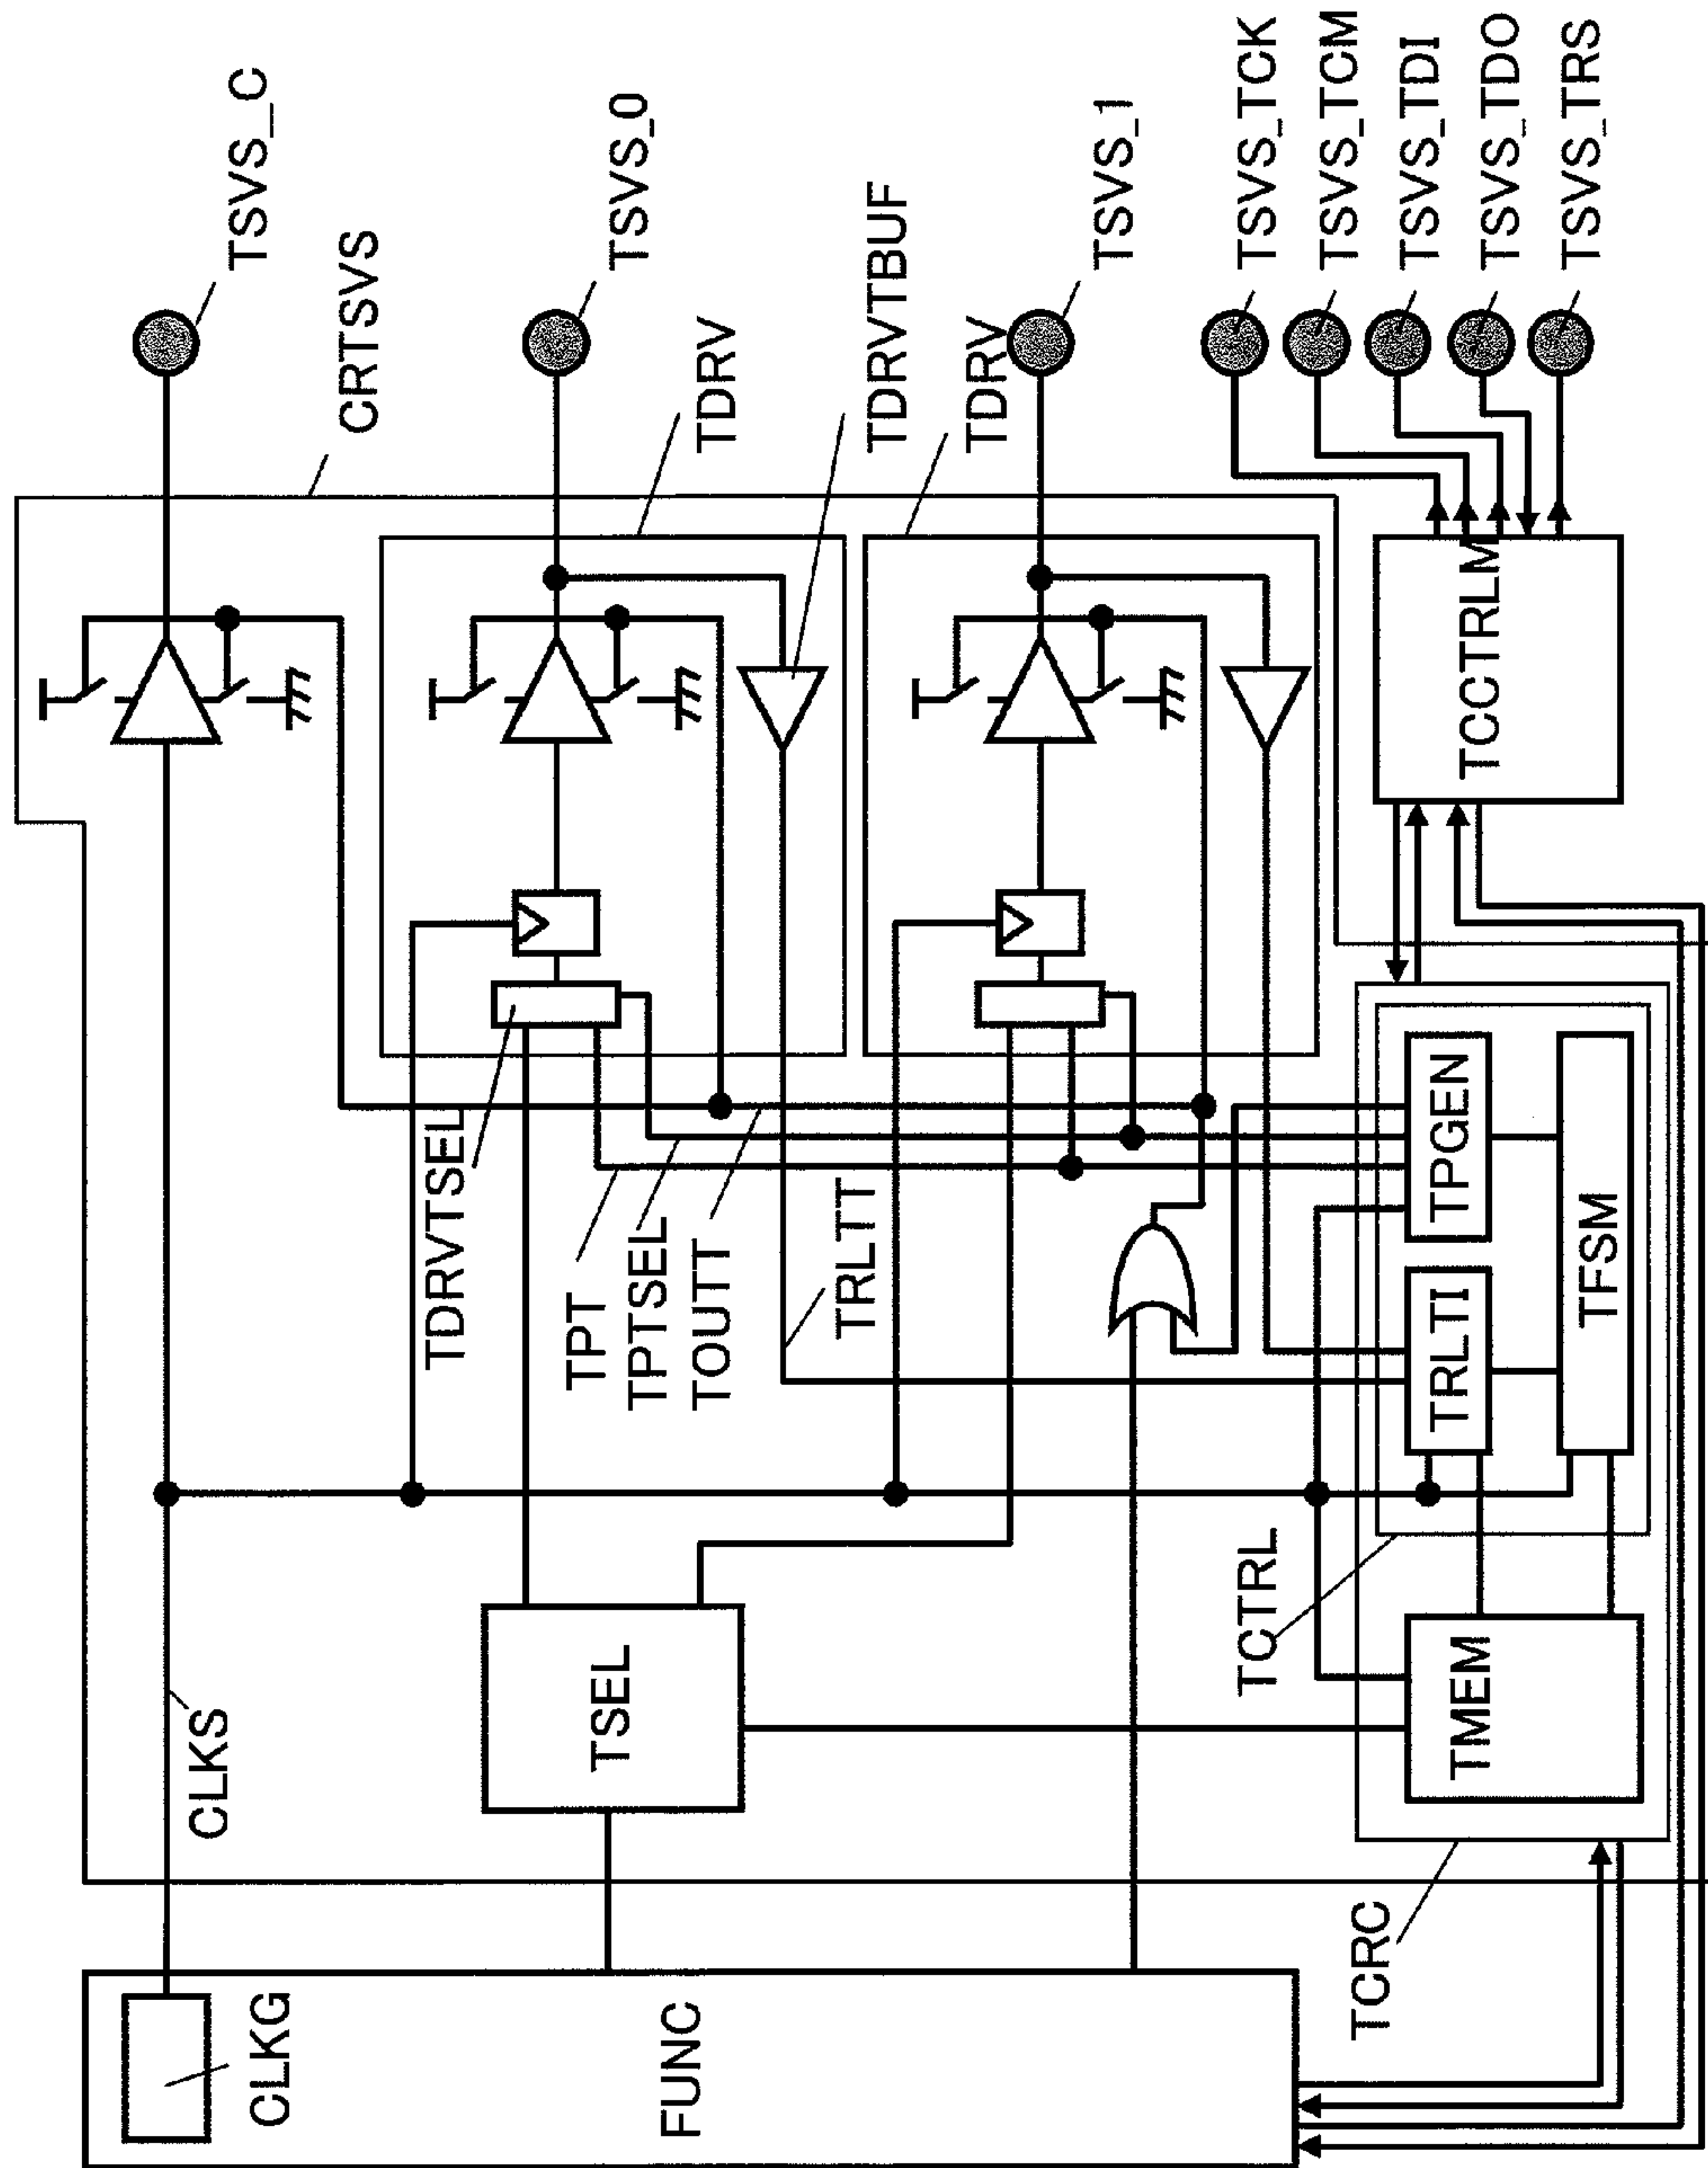 TSVS_C
CRTSVS
TSVS_0
TDRV
TDRVTBUF
TDRV
TSVS_1
TSVS_TCK
TSVS_TCM
TSVS_TDI
TSVS_TDO
TSVS_TRS
TCCTRLM
TDRVTSEL
TPT
TPTSEL
TOUTT
TRLTT
TPGEN
TRLTI
TFSM
TCTRL
TMEM
TSEL
CLKS
TCRC
CLKG
FUNC